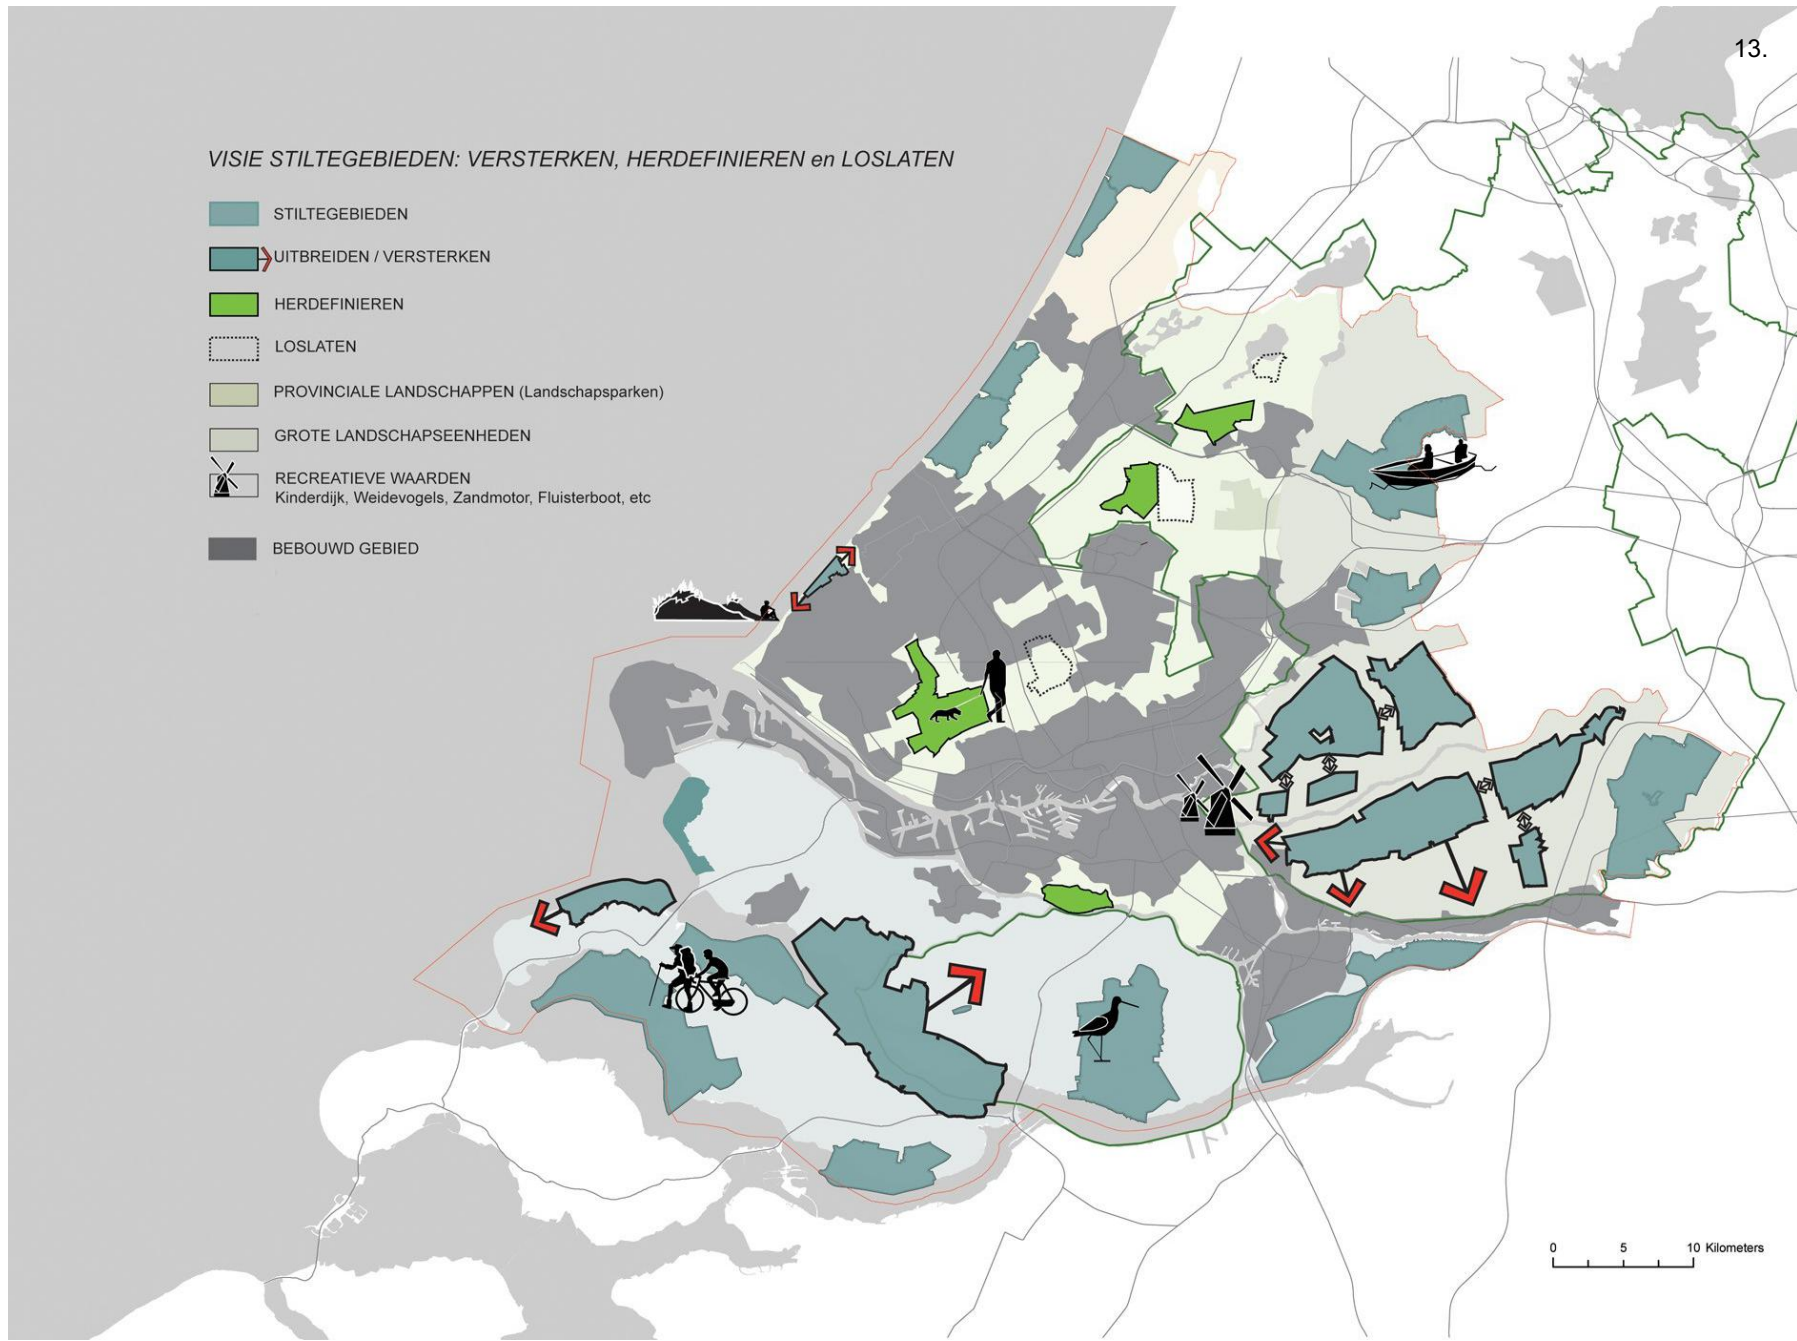 13.
VISIE STILTEGEBIEDEN: VERSTERKEN, HERDEFINIEREN en LOSLATEN
STILTEGEBIEDEN
UITBREIDEN / VERSTERKEN
HERDEFINIEREN
LOSLATEN
PROVINCIALE LANDSCHAPPEN (Landschapsparken)
GROTE LANDSCHAPSEENHEDEN
RECREATIEVE WAARDEN
Kinderdijk, Weidevogels, Zandmotor, Fluisterboot, etc
BEBOUWD GEBIED
0 5 10 Kilometers